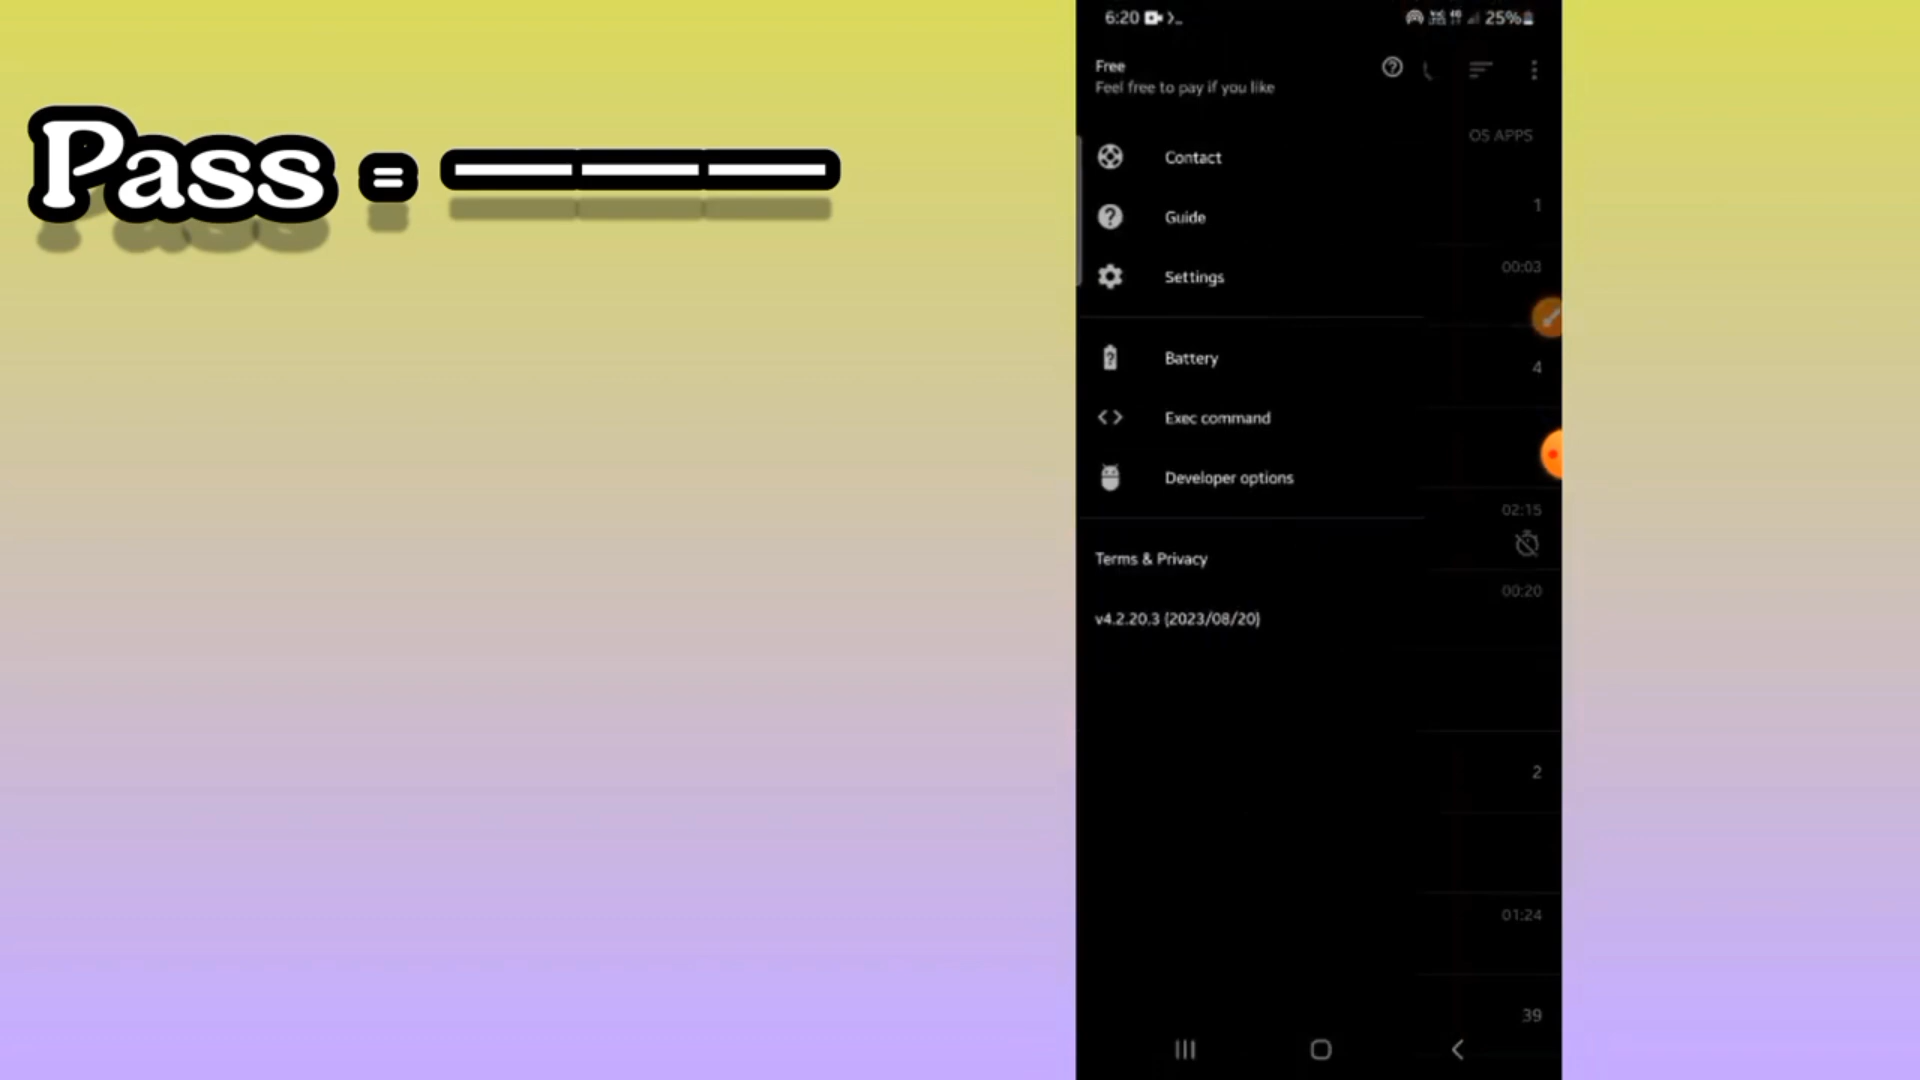 Pass = ———
6:20
25%
Free
Feel free to pay if you like
OS APPS
Contact
1
Guide
00:03
Settings
Battery
4
Exec command
Developer options
02:15
Terms & Privacy
00:20
v4.2.20.3 (2023/08/20)
2
01:24
39